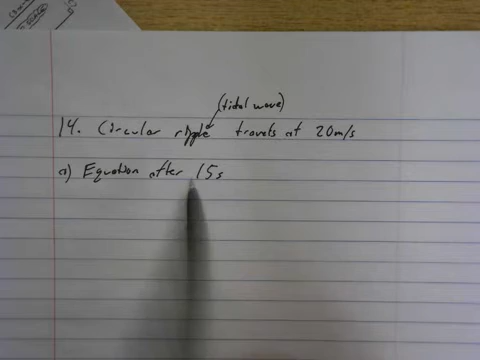 (tidal wave)
14. Circular ripple travels at 20m/s
a) Equation after 15s